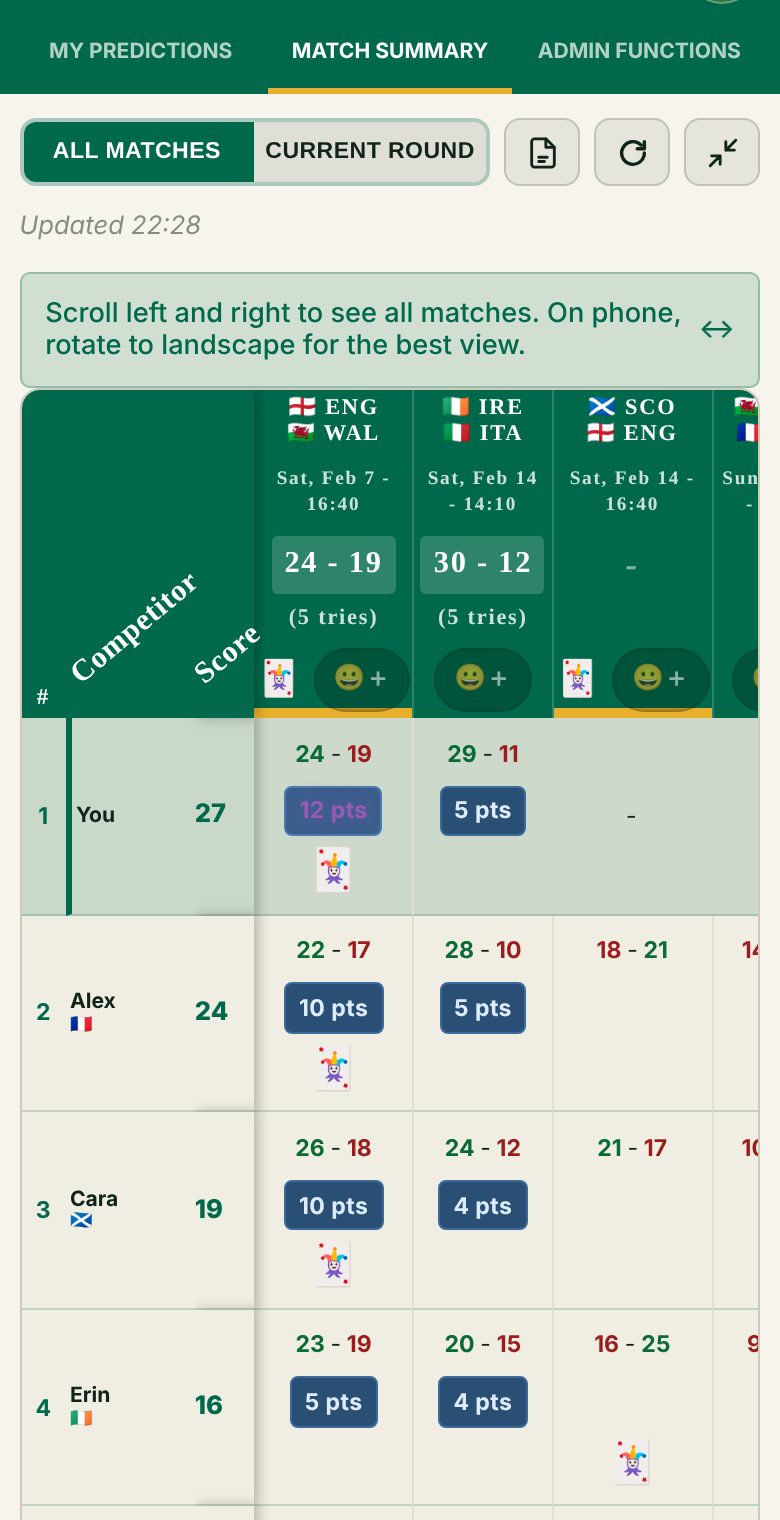 MY PREDICTIONS MATCH SUMMARY ADMIN FUNCTIONS
ALL MATCHES CURRENT ROUND
Updated 22:28
Scroll left and right to see all matches. On phone,
rotate to landscape for the best view.
# Competitor Score
ENG
WAL
Sat, Feb 7 -
16:40
24 - 19
(5 tries)
+
IRE
ITA
Sat, Feb 14
- 14:10
30 - 12
(5 tries)
+
SCO
ENG
Sat, Feb 14 -
16:40
-
+
Sun
-
1 You 27
24 - 19
12 pts
29 - 11
5 pts
-
2 Alex 24
22 - 17
10 pts
28 - 10
5 pts
18 - 21
14
3 Cara 19
26 - 18
10 pts
24 - 12
4 pts
21 - 17
10
4 Erin 16
23 - 19
5 pts
20 - 15
4 pts
16 - 25
9